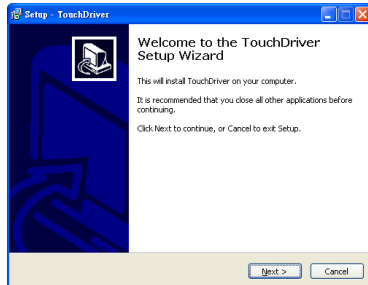 Setup - TouchDriver
Welcome to the TouchDriver
Setup Wizard
This will install TouchDriver on your computer.
It is recommended that you close all other applications before
continuing.
Click Next to continue, or Cancel to exit Setup.
Next >
Cancel